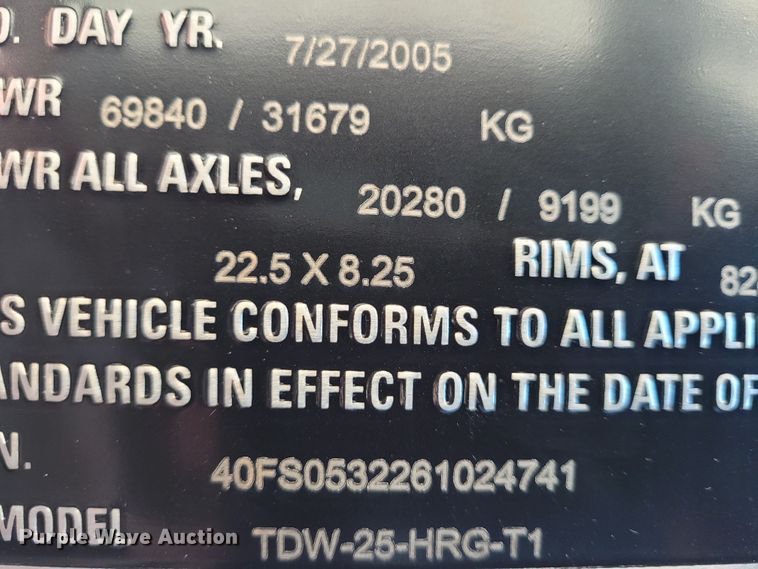 O. DAY YR. 7/27/2005
WR 69840 / 31679 KG
WR ALL AXLES, 20280 / 9199 KG
22.5 X 8.25 RIMS, AT 82
S VEHICLE CONFORMS TO ALL APPLI
ANDARDS IN EFFECT ON THE DATE OF
N. 40FS0532261024741
MODEL TDW-25-HRG-T1
Purple Wave Auction